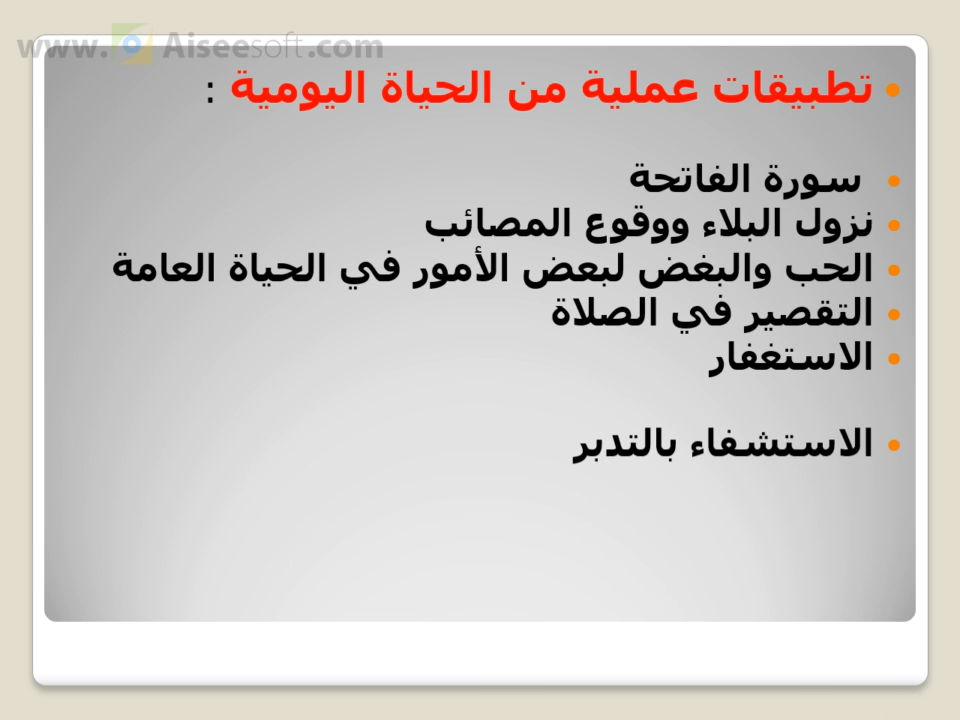 www.Aiseesoft.com
تطبيقات عملية من الحياة اليومية :
سورة الفاتحة
نزول البلاء ووقوع المصائب
الحب والبغض لبعض الأمور في الحياة العامة
التقصير في الصلاة
الاستغفار
الاستشفاء بالتدبر